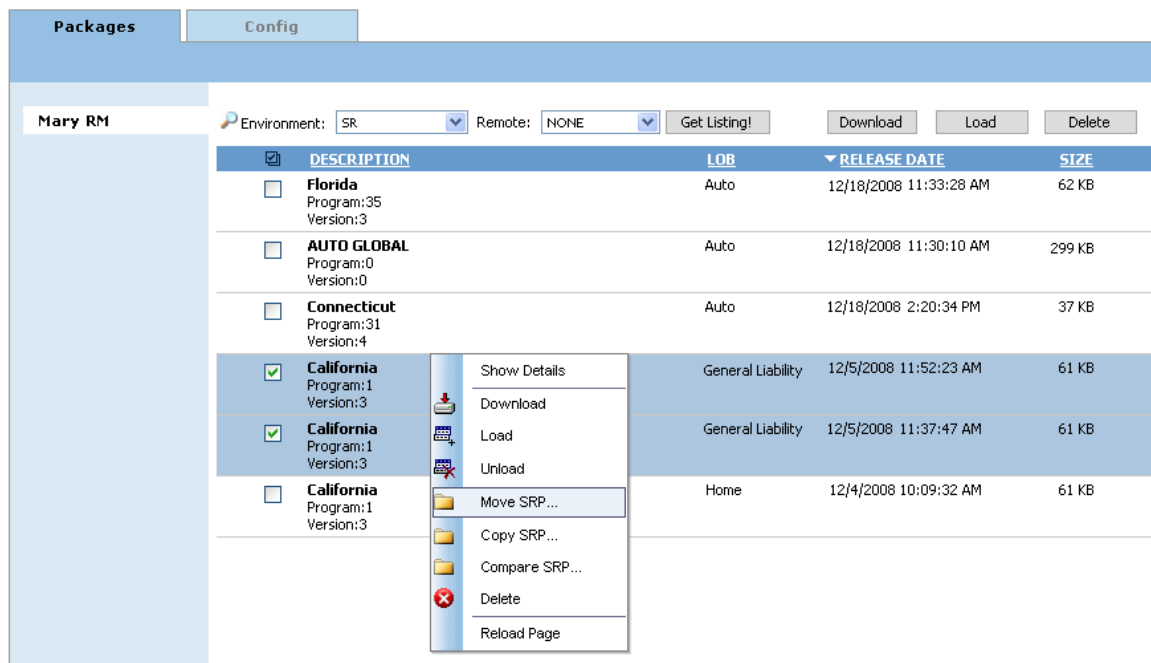 Packages Config
Mary RM
Environment: SR Remote: NONE Get Listing! Download Load Delete
DESCRIPTION LOB RELEASE DATE SIZE
Florida Auto 12/18/2008 11:33:28 AM 62 KB
Program:35
Version:3
AUTO GLOBAL Auto 12/18/2008 11:30:10 AM 299 KB
Program:0
Version:0
Connecticut Auto 12/18/2008 2:20:34 PM 37 KB
Program:31
Version:4
California General Liability 12/5/2008 11:52:23 AM 61 KB
Program:1
Version:3
California General Liability 12/5/2008 11:37:47 AM 61 KB
Program:1
Version:3
California Home 12/4/2008 10:09:32 AM 61 KB
Program:1
Version:3
Show Details
Download
Load
Unload
Move SRP...
Copy SRP...
Compare SRP...
Delete
Reload Page